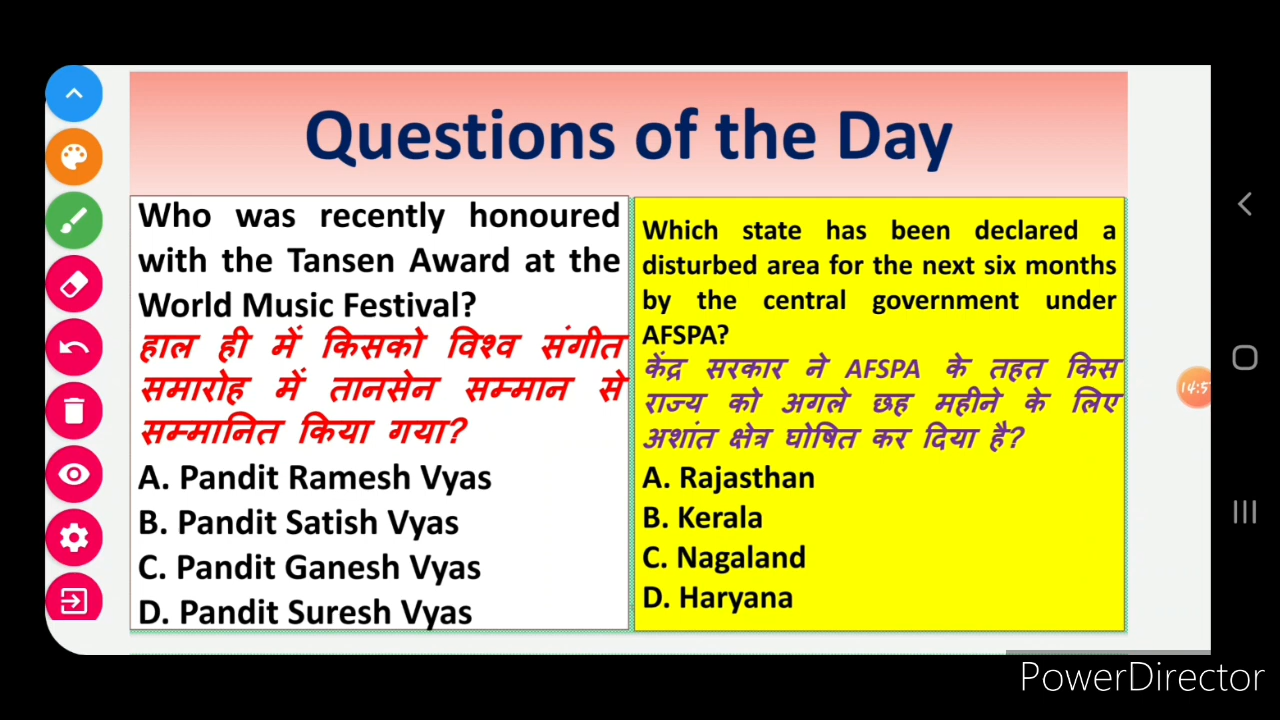 Questions of the Day
Who was recently honoured
with the Tansen Award at the
World Music Festival?
हाल ही में किसको विश्व संगीत
समारोह में तानसेन सम्मान से
सम्मानित किया गया?
A. Pandit Ramesh Vyas
B. Pandit Satish Vyas
C. Pandit Ganesh Vyas
D. Pandit Suresh Vyas
Which state has been declared a
disturbed area for the next six months
by the central government under
AFSPA?
केंद्र सरकार ने AFSPA के तहत किस
राज्य को अगले छह महीने के लिए
अशांत क्षेत्र घोषित कर दिया है?
A. Rajasthan
B. Kerala
C. Nagaland
D. Haryana
PowerDirector